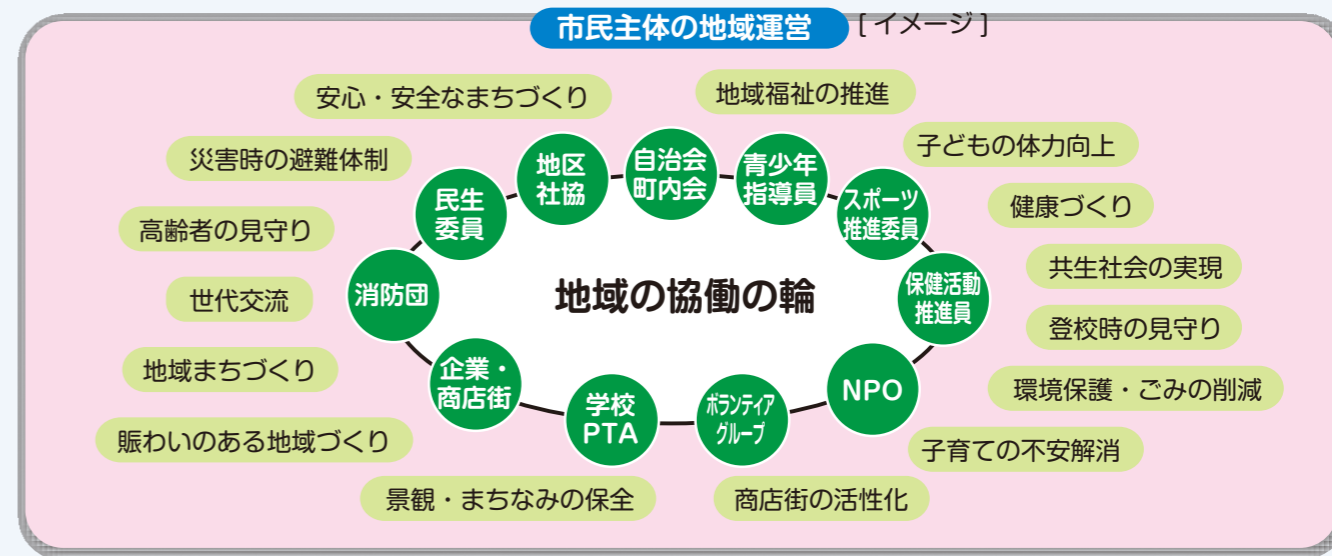 市民主体の地域運営 [ イメージ ]
安心・安全なまちづくり
地域福祉の推進
災害時の避難体制
子どもの体力向上
高齢者の見守り
健康づくり
世代交流
共生社会の実現
地域まちづくり
登校時の見守り
賑わいのある地域づくり
環境保護・ごみの削減
景観・まちなみの保全
子育ての不安解消
商店街の活性化
地区
社協
自治会
町内会
青少年
指導員
スポーツ
推進委員
保健活動
推進員
NPO
ボランティア
グループ
学校
PTA
企業・
商店街
消防団
民生
委員
地域の協働の輪